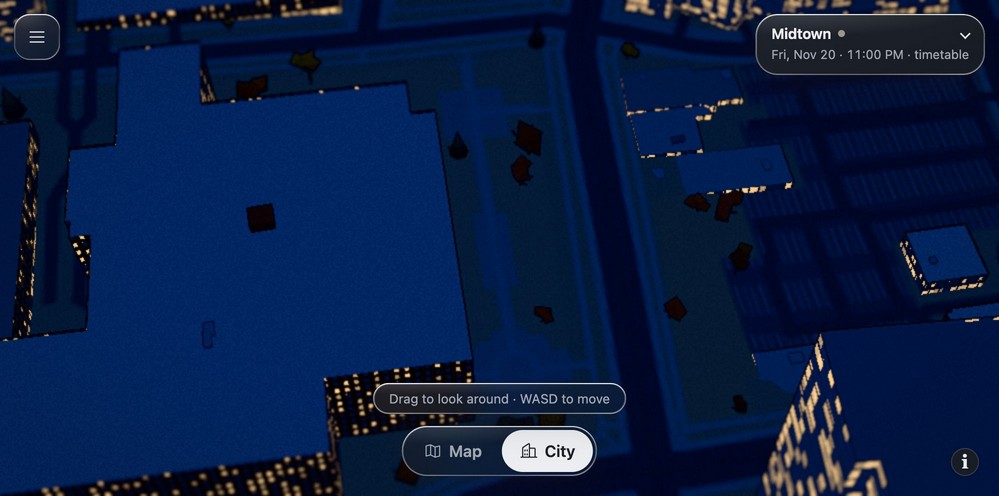 Midtown
Fri, Nov 20 · 11:00 PM · timetable
Drag to look around · WASD to move
Map
City
i